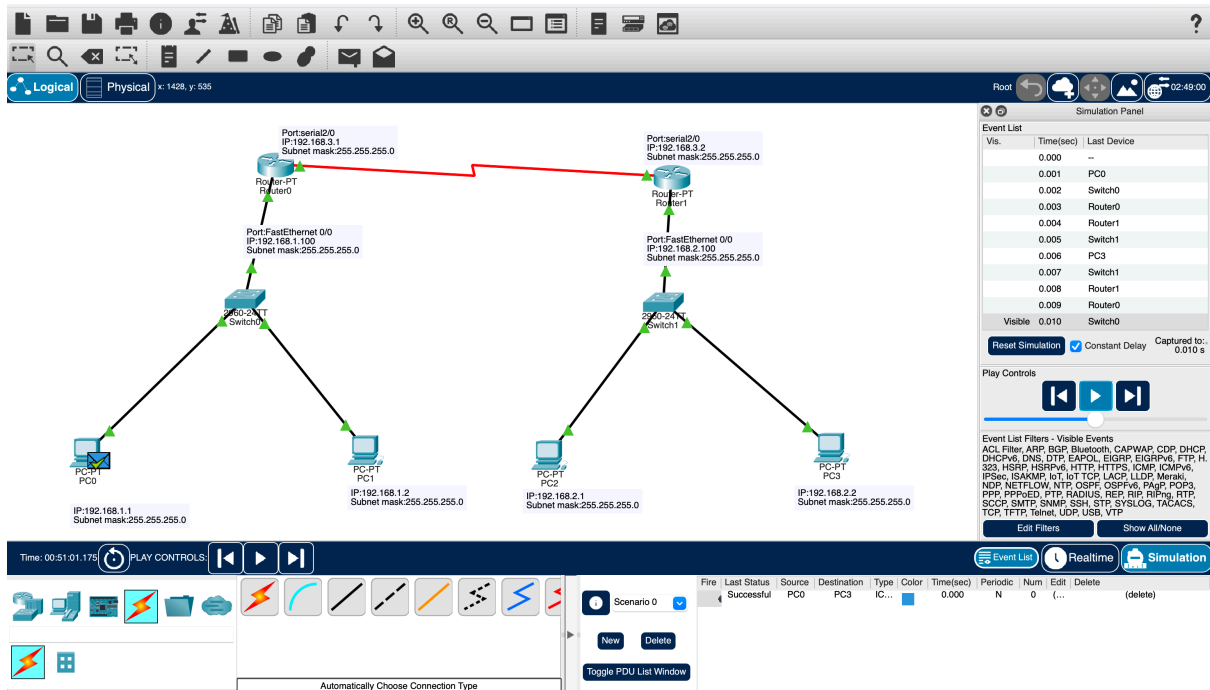 ?
Logical
Physical
x: 1428, y: 535
Root
02:49:00
Port:serial2/0
IP:192.168.3.1
Subnet mask:255.255.255.0
Router-PT
Router0
Port:serial2/0
IP:192.168.3.2
Subnet mask:255.255.255.0
Router-PT
Router1
Port:FastEthernet 0/0
IP:192.168.1.100
Subnet mask:255.255.255.0
Port:FastEthernet 0/0
IP:192.168.2.100
Subnet mask:255.255.255.0
2960-24TT
Switch0
2960-24TT
Switch1
PC-PT
PC0
IP:192.168.1.1
Subnet mask:255.255.255.0
PC-PT
PC1
IP:192.168.1.2
Subnet mask:255.255.255.0
PC-PT
PC2
IP:192.168.2.1
Subnet mask:255.255.255.0
PC-PT
PC3
IP:192.168.2.2
Subnet mask:255.255.255.0
Simulation Panel
Event List
Vis. Time(sec) Last Device
0.000 --
0.001 PC0
0.002 Switch0
0.003 Router0
0.004 Router1
0.005 Switch1
0.006 PC3
0.007 Switch1
0.008 Router1
0.009 Router0
Visible 0.010 Switch0
Reset Simulation
Constant Delay
Captured to:.
0.010 s
Play Controls
Event List Filters - Visible Events
ACL Filter, ARP, BGP, Bluetooth, CAPWAP, CDP, DHCP,
DHCPv6, DNS, DTP, EAPOL, EIGRP, EIGRPv6, FTP, H.
323, HSRP, HSRPv6, HTTP, HTTPS, ICMP, ICMPv6,
IPSec, ISAKMP, IoT, IoT TCP, LACP, LLDP, Meraki,
NDP, NETFLOW, NTP, OSPF, OSPFv6, PAgP, POP3,
PPP, PPPoED, PTP, RADIUS, REP, RIP, RIPng, RTP,
SCCP, SMTP, SNMP, SSH, STP, SYSLOG, TACACS,
TCP, TFTP, Telnet, UDP, USB, VTP
Edit Filters
Show All/None
Time: 00:51:01.175
PLAY CONTROLS:
Event List
Realtime
Simulation
Automatically Choose Connection Type
Scenario 0
New
Delete
Toggle PDU List Window
Fire Last Status Source Destination Type Color Time(sec) Periodic Num Edit Delete
Successful PC0 PC3 IC... 0.000 N 0 (... (delete)